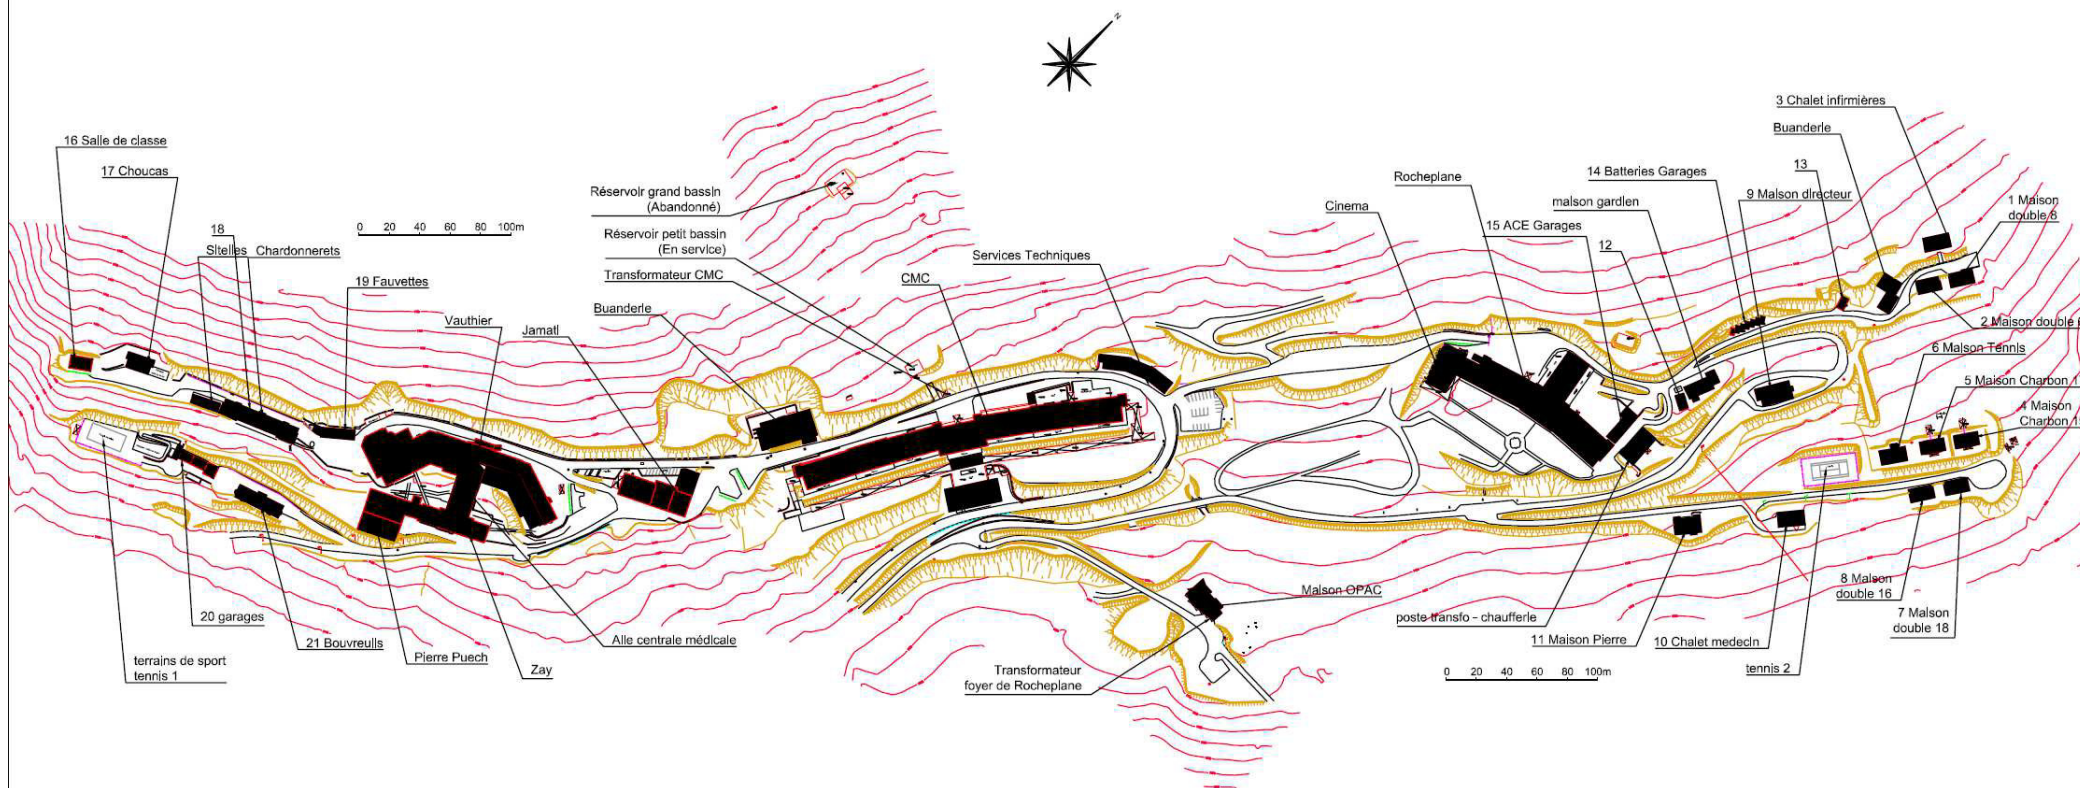 N
3 Chalet infirmières
Buanderie
16 Salle de classe
13
17 Choucas
14 Batteries Garages
Rocheplane
Réservoir grand bassin
(Abandonné)
9 Maison directeur
maison gardien
1 Maison
double 8
Cinema
15 ACE Garages
18
0 20 40 60 80 100m
Réservoir petit bassin
(En service)
12
Sitelles Chardonnerets
Services Techniques
Transformateur CMC
CMC
19 Fauvettes
Buanderie
Vauthier
Jamati
2 Maison double 6
6 Maison Tennis
5 Maison Charbon 17
4 Maison
Charbon 15
8 Maison
double 16
Maison OPAC
7 Maison
double 18
20 garages
poste transfo - chaufferie
21 Bouvreuils
Alle centrale médicale
11 Maison Pierre
10 Chalet medecin
Pierre Puech
terrains de sport
tennis 1
Zay
Transformateur
foyer de Rocheplane
0 20 40 60 80 100m
tennis 2